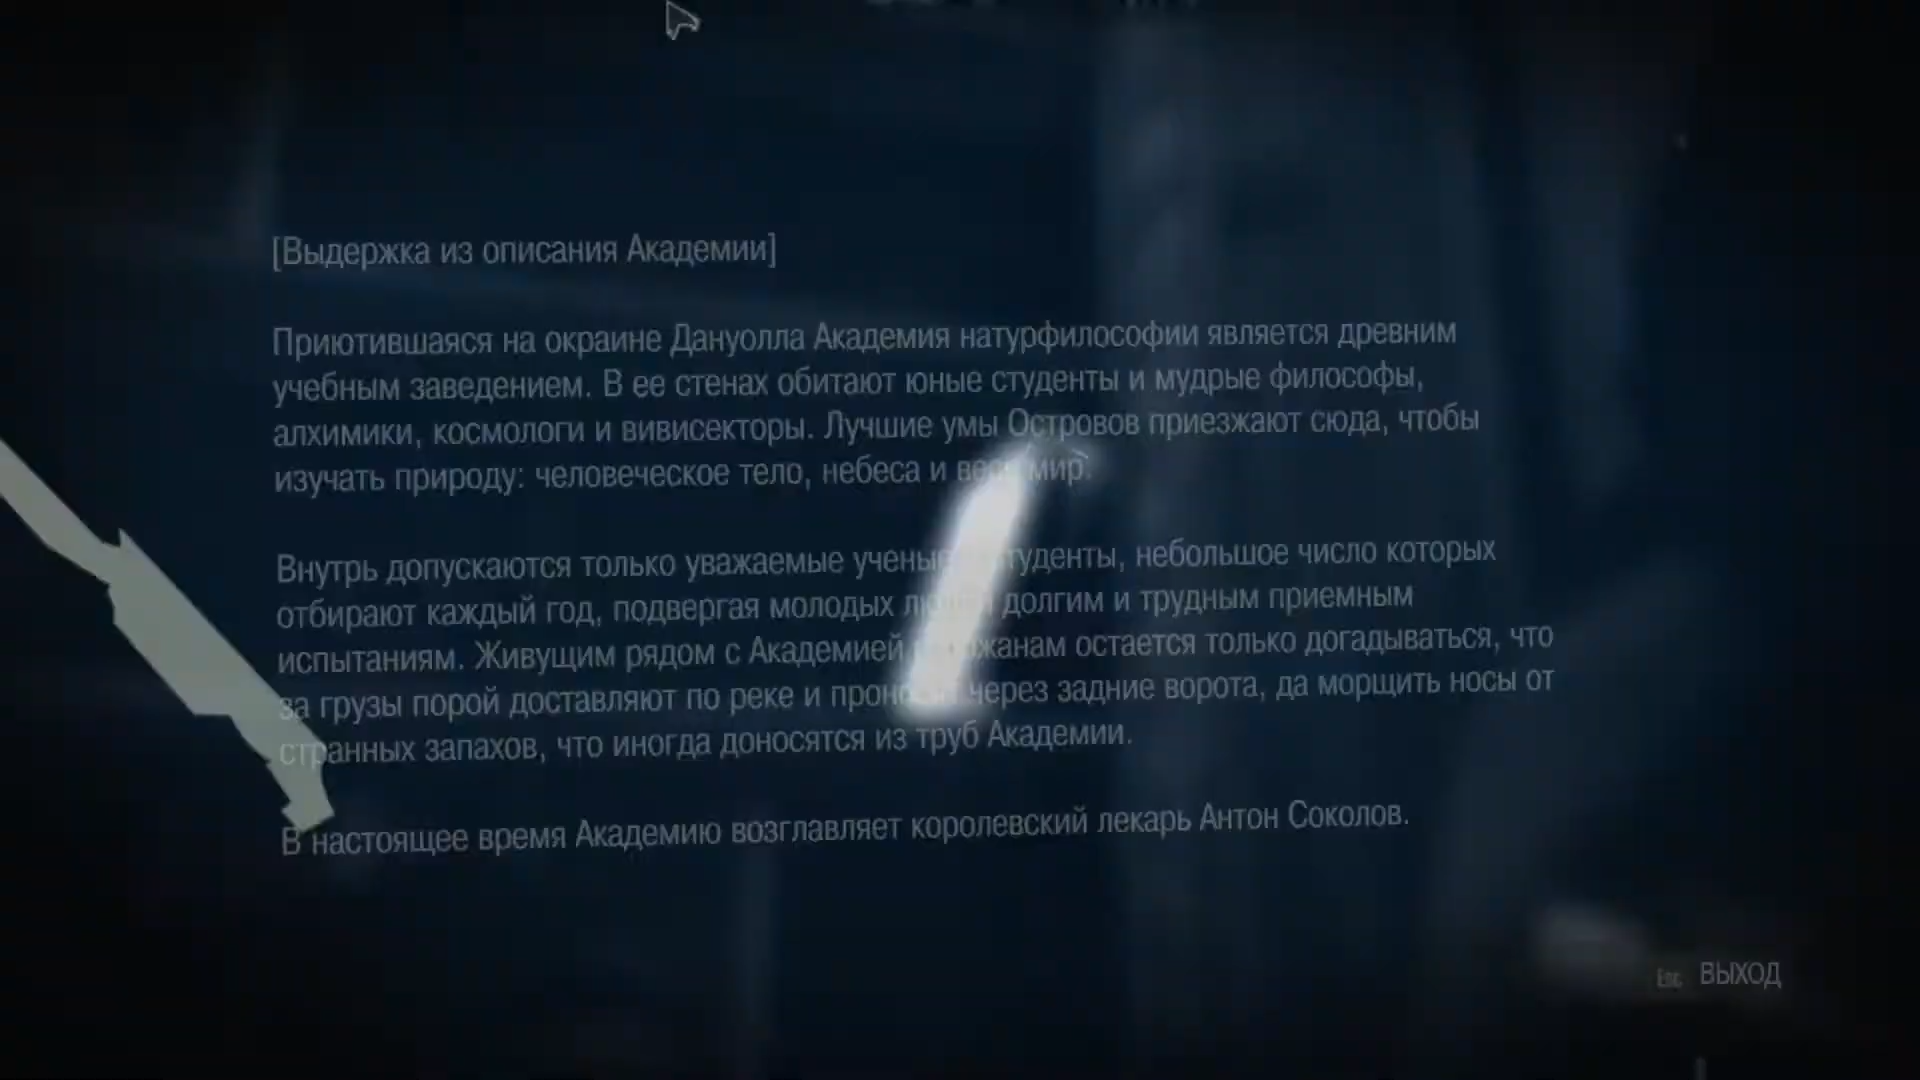 [Выдержка из описания Академии]
Приютившаяся на окраине Дануолла Академия натурфилософии является древним
учебным заведением. В ее стенах обитают юные студенты и мудрые философы,
алхимики, космологи и вивисекторы. Лучшие умы Островов приезжают сюда, чтобы
изучать природу: человеческое тело, небеса и весь мир.
Внутрь допускаются только уважаемые ученые студенты, небольшое число которых
отбирают каждый год, подвергая молодых долгим и трудным приемным
испытаниям. Живущим рядом с Академией остается только догадываться, что
за грузы порой доставляют по реке и через задние ворота, да морщить носы от
странных запахов, что иногда доносятся из труб Академии.
В настоящее время Академию возглавляет королевский лекарь Антон Соколов.
Esc ВЫХОД